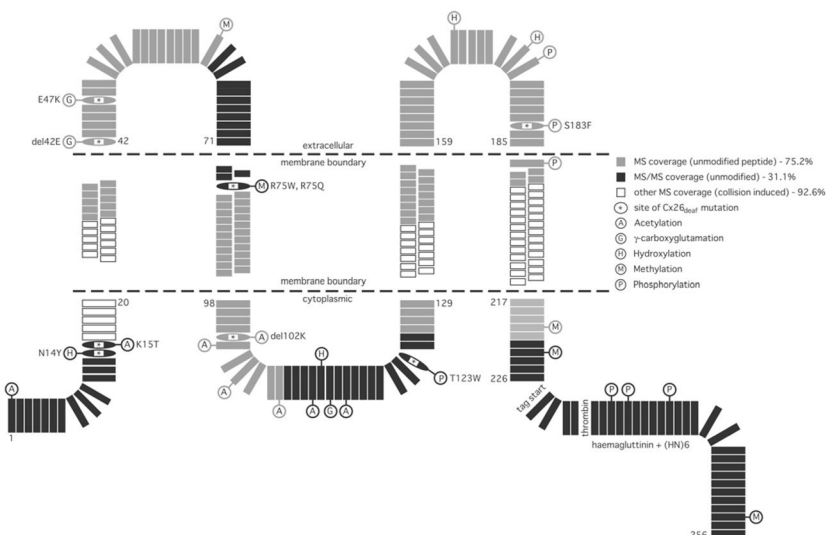 M
H
H
P
E47K G *
del42E G *
42
71
159
185
* P S183F
extracellular
membrane boundary
* M R75W, R75Q
P
MS coverage (unmodified peptide) - 75.2%
MS/MS coverage (unmodified) - 31.1%
other MS coverage (collision induced) - 92.6%
* site of Cx26deaf mutation
A Acetylation
G γ-carboxyglutamation
H Hydroxylation
M Methylation
P Phosphorylation
membrane boundary
cytoplasmic
20
98
129
217
* A K15T
N14Y H *
* A del102K
A
M
M
H
A
* P T123W
226
A
1
A
A G A
tag start
thrombin
P P P
haemagluttinin + (HN)6
M
256